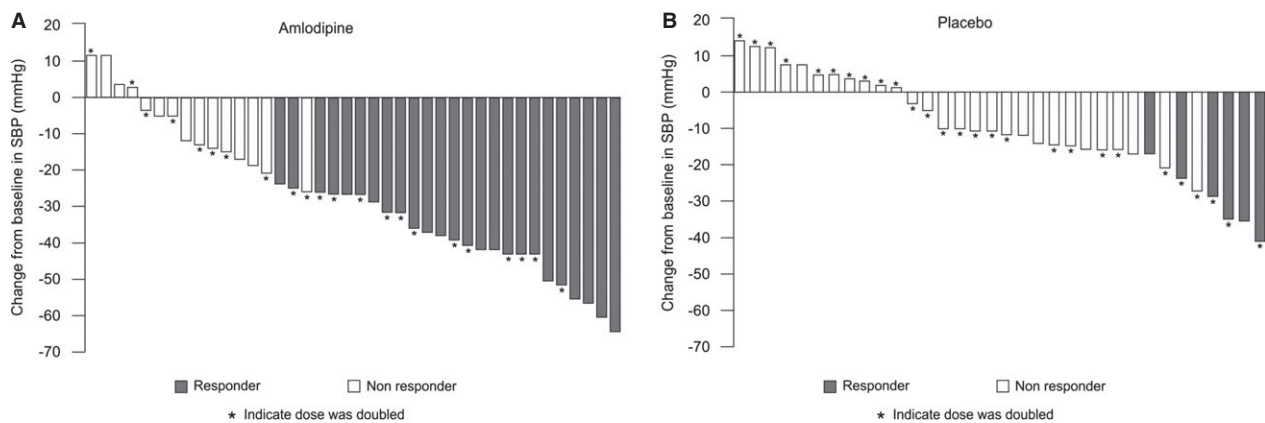 A
Amlodipine
Change from baseline in SBP (mmHg)
20
10
0
-10
-20
-30
-40
-50
-60
-70
* * * * * * * * * * * * * * * * * * * * * *
Responder
Non responder
* Indicate dose was doubled
B
Placebo
Change from baseline in SBP (mmHg)
20
10
0
-10
-20
-30
-40
-50
-60
-70
* * * * * * * * * * * * * * * * * * * * * * * * * *
Responder
Non responder
* Indicate dose was doubled